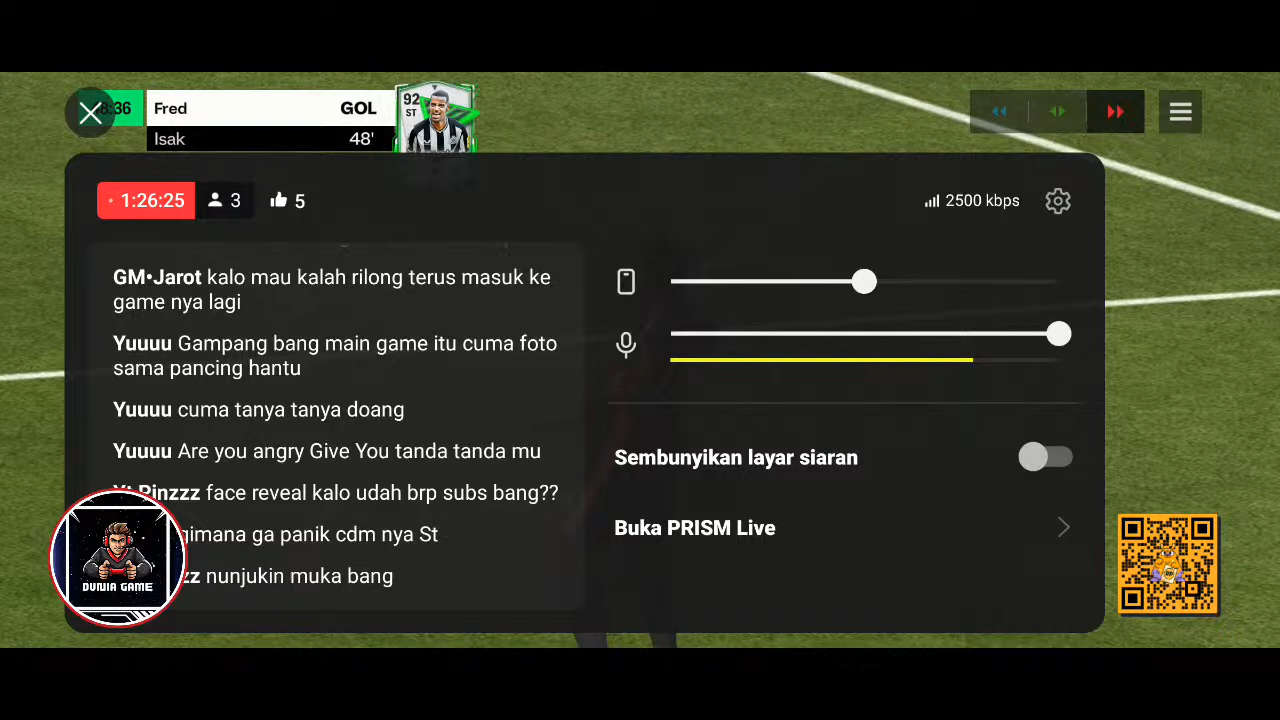 8:36
Fred GOL
Isak 48'
92
ST
1:26:25 3 5
2500 kbps
GM•Jarot kalo mau kalah rilong terus masuk ke
game nya lagi
Yuuuu Gampang bang main game itu cuma foto
sama pancing hantu
Yuuuu cuma tanya tanya doang
Yuuuu Are you angry Give You tanda tanda mu
Yt Rinzzz face reveal kalo udah brp subs bang??
gimana ga panik cdm nya St
zz nunjukin muka bang
Sembunyikan layar siaran
Buka PRISM Live
DUNIA GAME